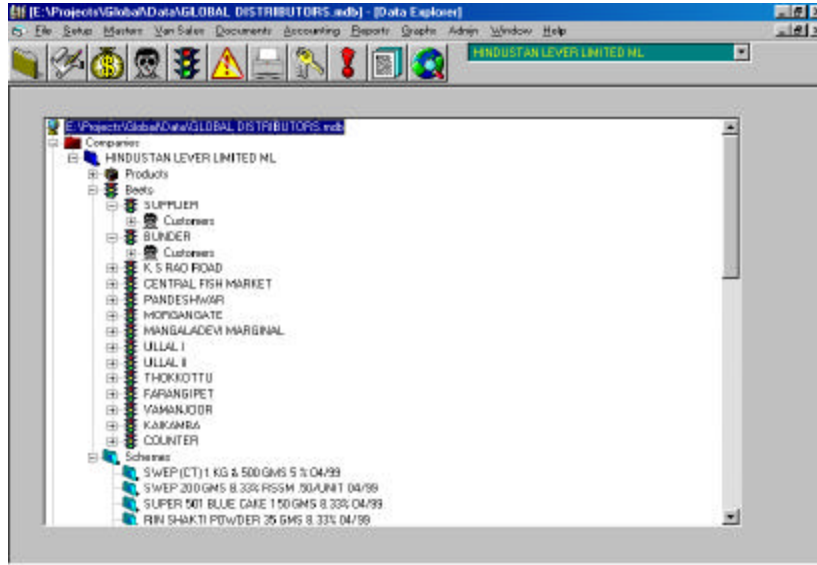 [E:\Projects\Global\Data\GLOBAL DISTRIBUTORS.mdb] - [Data Explorer]
File Setup Masters Van Sales Documents Accounting Reports Graphs Admin Window Help
HINDUSTAN LEVER LIMITED ML
E:\Projects\Global\Data\GLOBAL DISTRIBUTORS.mdb
Companies
HINDUSTAN LEVER LIMITED ML
Products
Beets
SUPPLIER
Customers
BUNDER
Customers
K S RAO ROAD
CENTRAL FISH MARKET
PANDESHWAR
MORGANGATE
MANGALADEVI MARGINAL
ULLAL I
ULLAL II
THOKKOTTU
FARANGIPET
VAMANJOOR
KAIKAMBA
COUNTER
Schemes
SWEP (CT) 1 KG & 500 GMS 5 % 04/99
SWEP 200 GMS 8.33% RSSM .50/UNIT 04/99
SUPER 501 BLUE CAKE 150 GMS 8.33% 04/99
RIN SHAKTI POWDER 35 GMS 8.33% 04/99